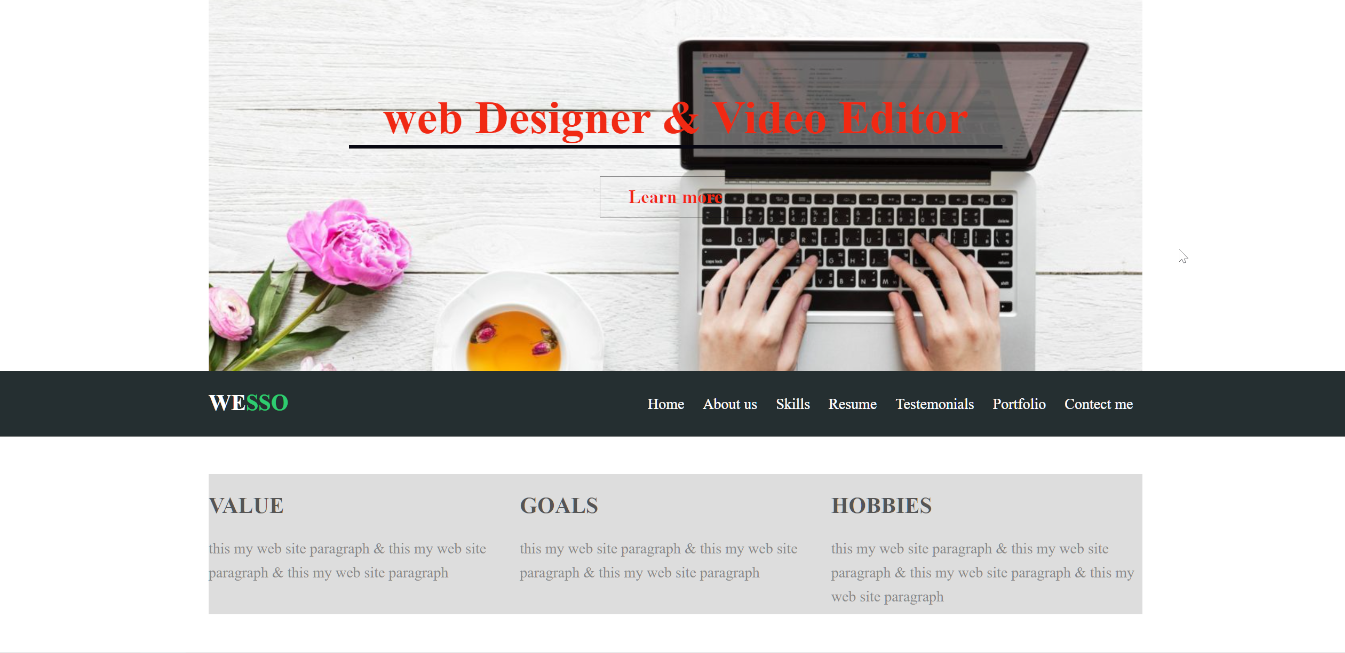 web Designer & Video Editor
Learn more
WESSO
Home About us Skills Resume Testemonials Portfolio Contect me
VALUE GOALS HOBBIES
this my web site paragraph & this my web site
paragraph & this my web site paragraph
this my web site paragraph & this my web site
paragraph & this my web site paragraph
this my web site paragraph & this my web site
paragraph & this my web site paragraph & this my
web site paragraph